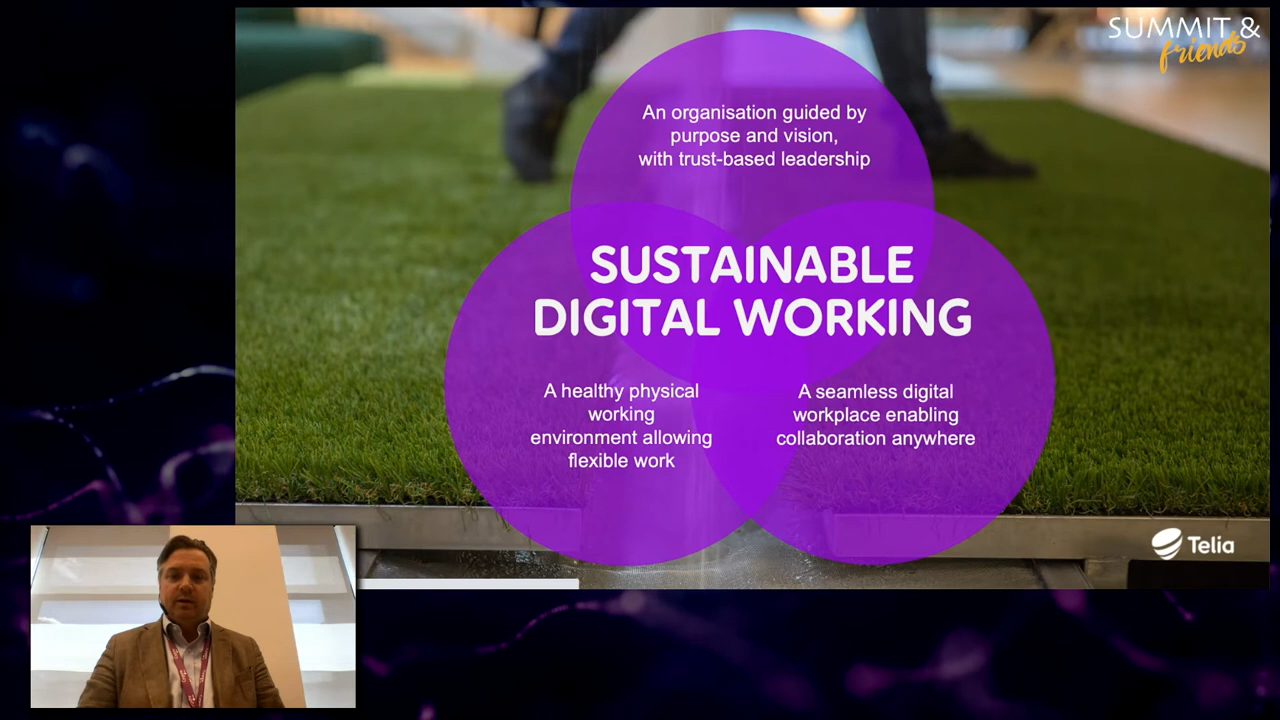 SUMMIT &
friends
An organisation guided by
purpose and vision,
with trust-based leadership
SUSTAINABLE
DIGITAL WORKING
A healthy physical
working
environment allowing
flexible work
A seamless digital
workplace enabling
collaboration anywhere
Telia